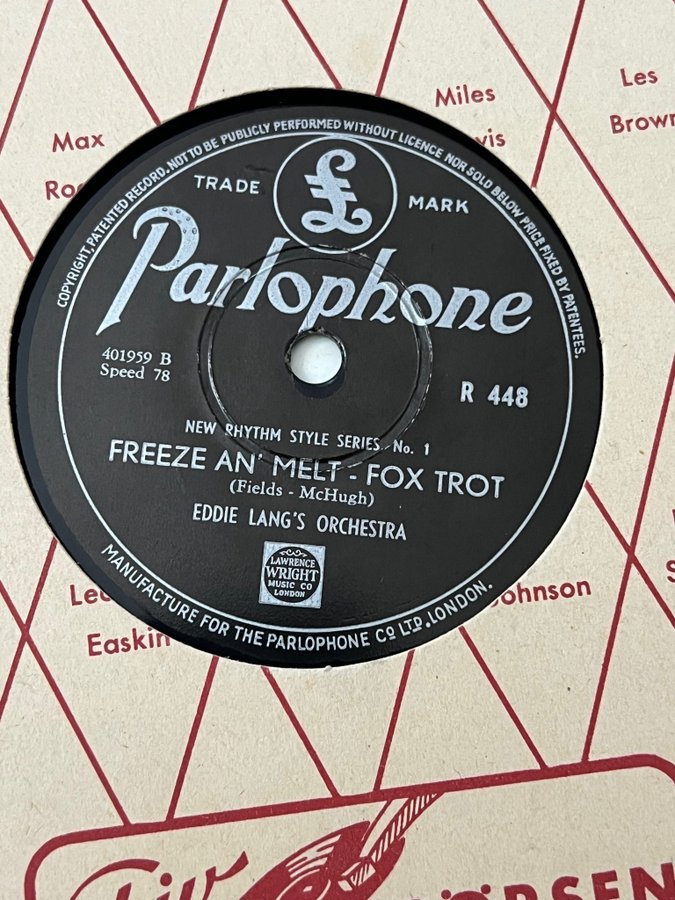 Max
Miles
Les
Brown
COPYRIGHT, PATENTED RECORD. NOT TO BE PUBLICLY PERFORMED WITHOUT LICENCE NOR SOLD BELOW PRICE FIXED BY PATENTEES.
TRADE MARK
Parlophone
401959 B
Speed 78
R 448
NEW RHYTHM STYLE SERIES No. 1
FREEZE AN' MELT - FOX TROT
(Fields - McHugh)
EDDIE LANG'S ORCHESTRA
LAWRENCE
WRIGHT
MUSIC CO
LONDON
MANUFACTURE FOR THE PARLOPHONE CO LTD, LONDON.
Easkin